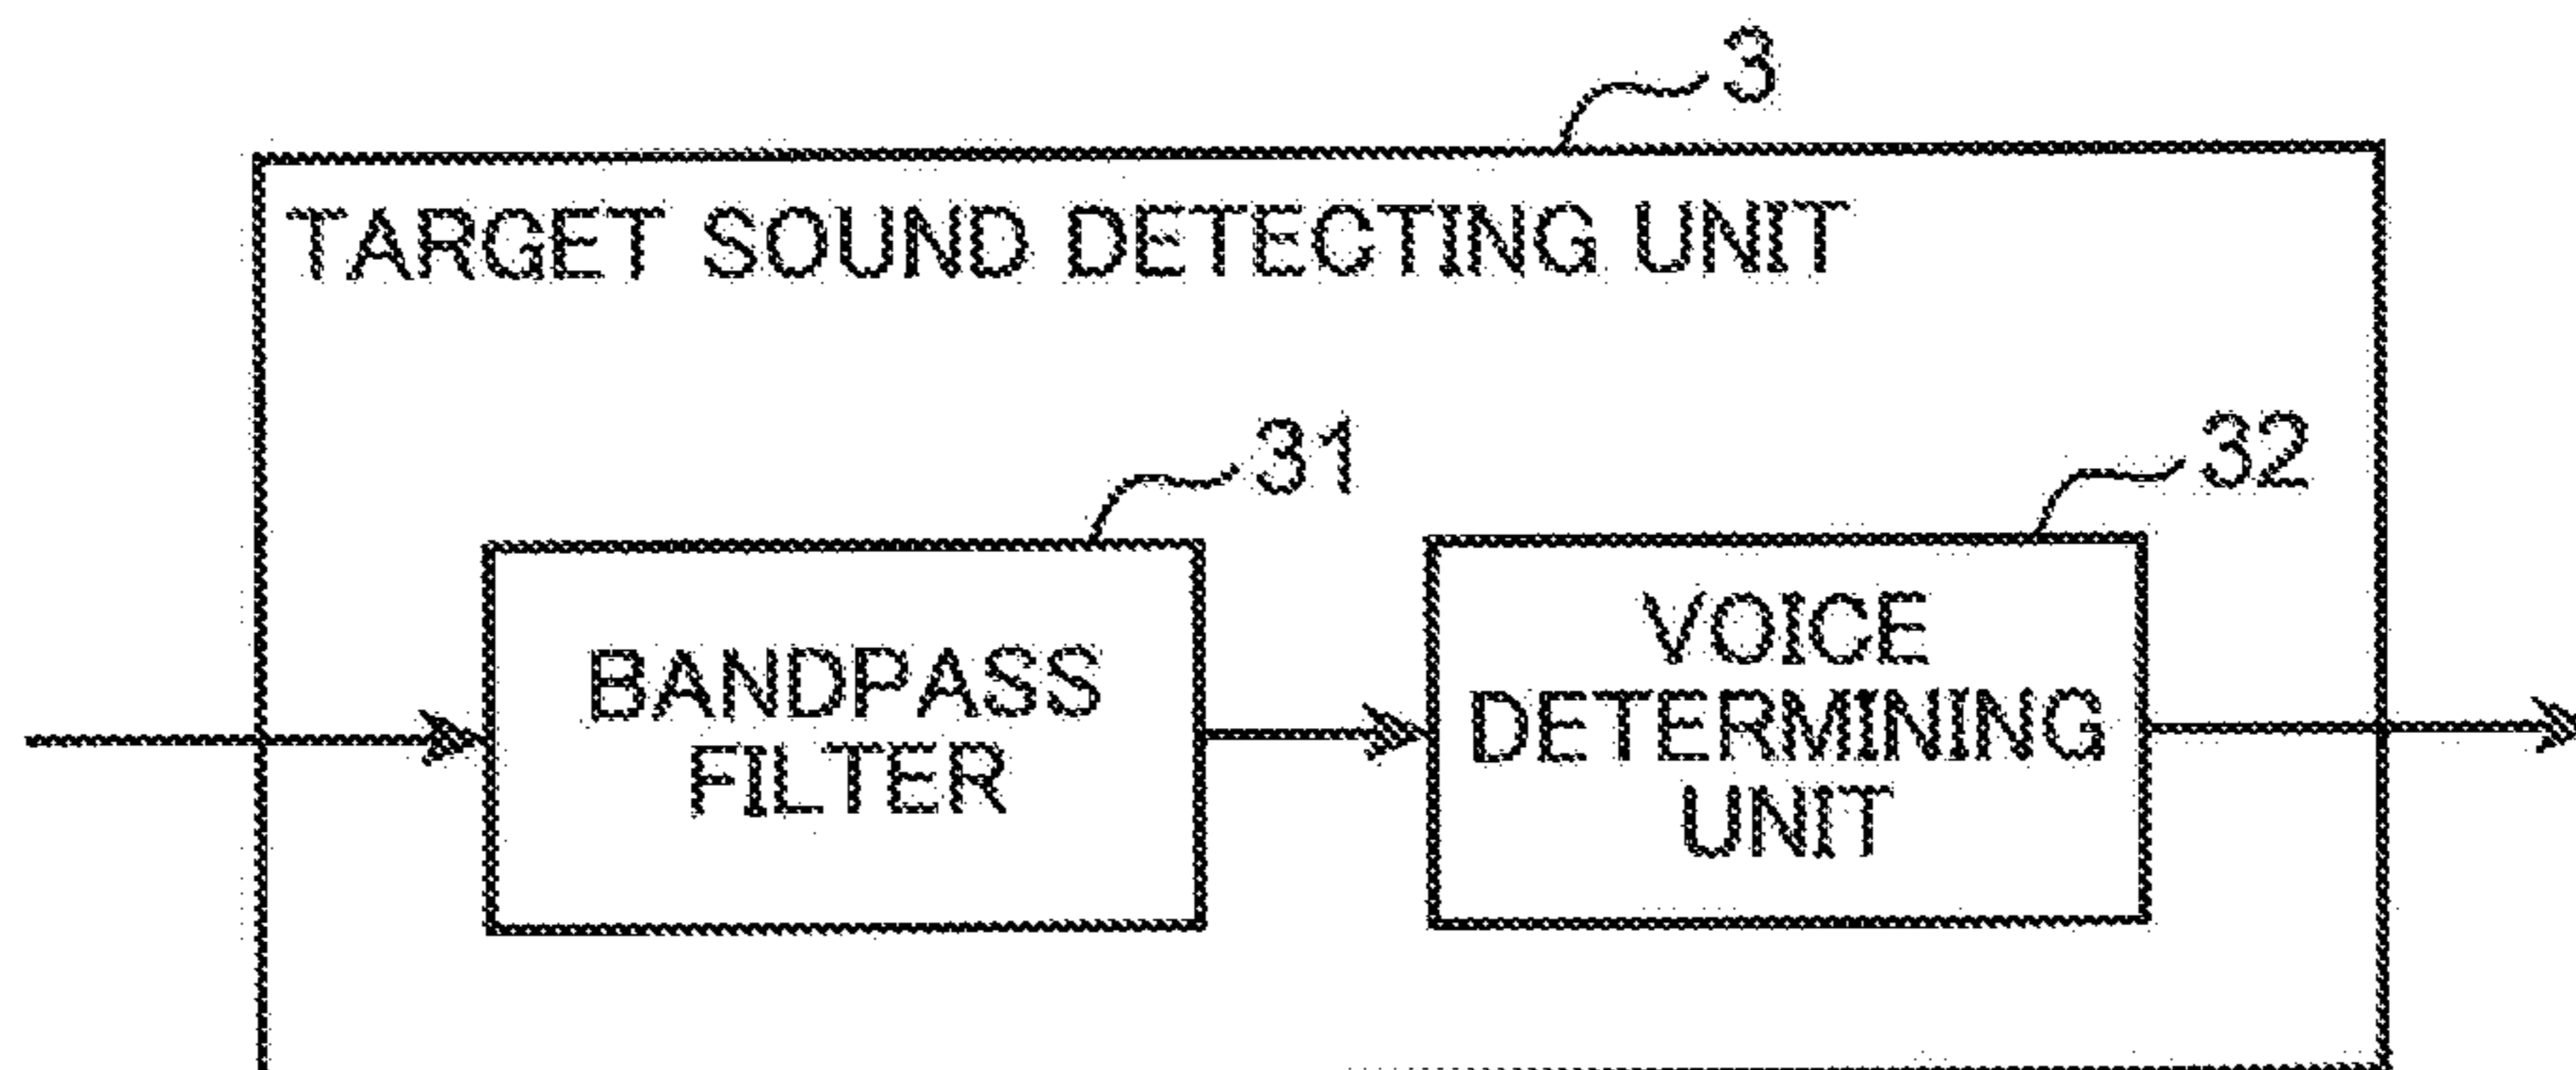 3
TARGET SOUND DETECTING UNIT
31
32
BANDPASS
FILTER
VOICE
DETERMINING
UNIT